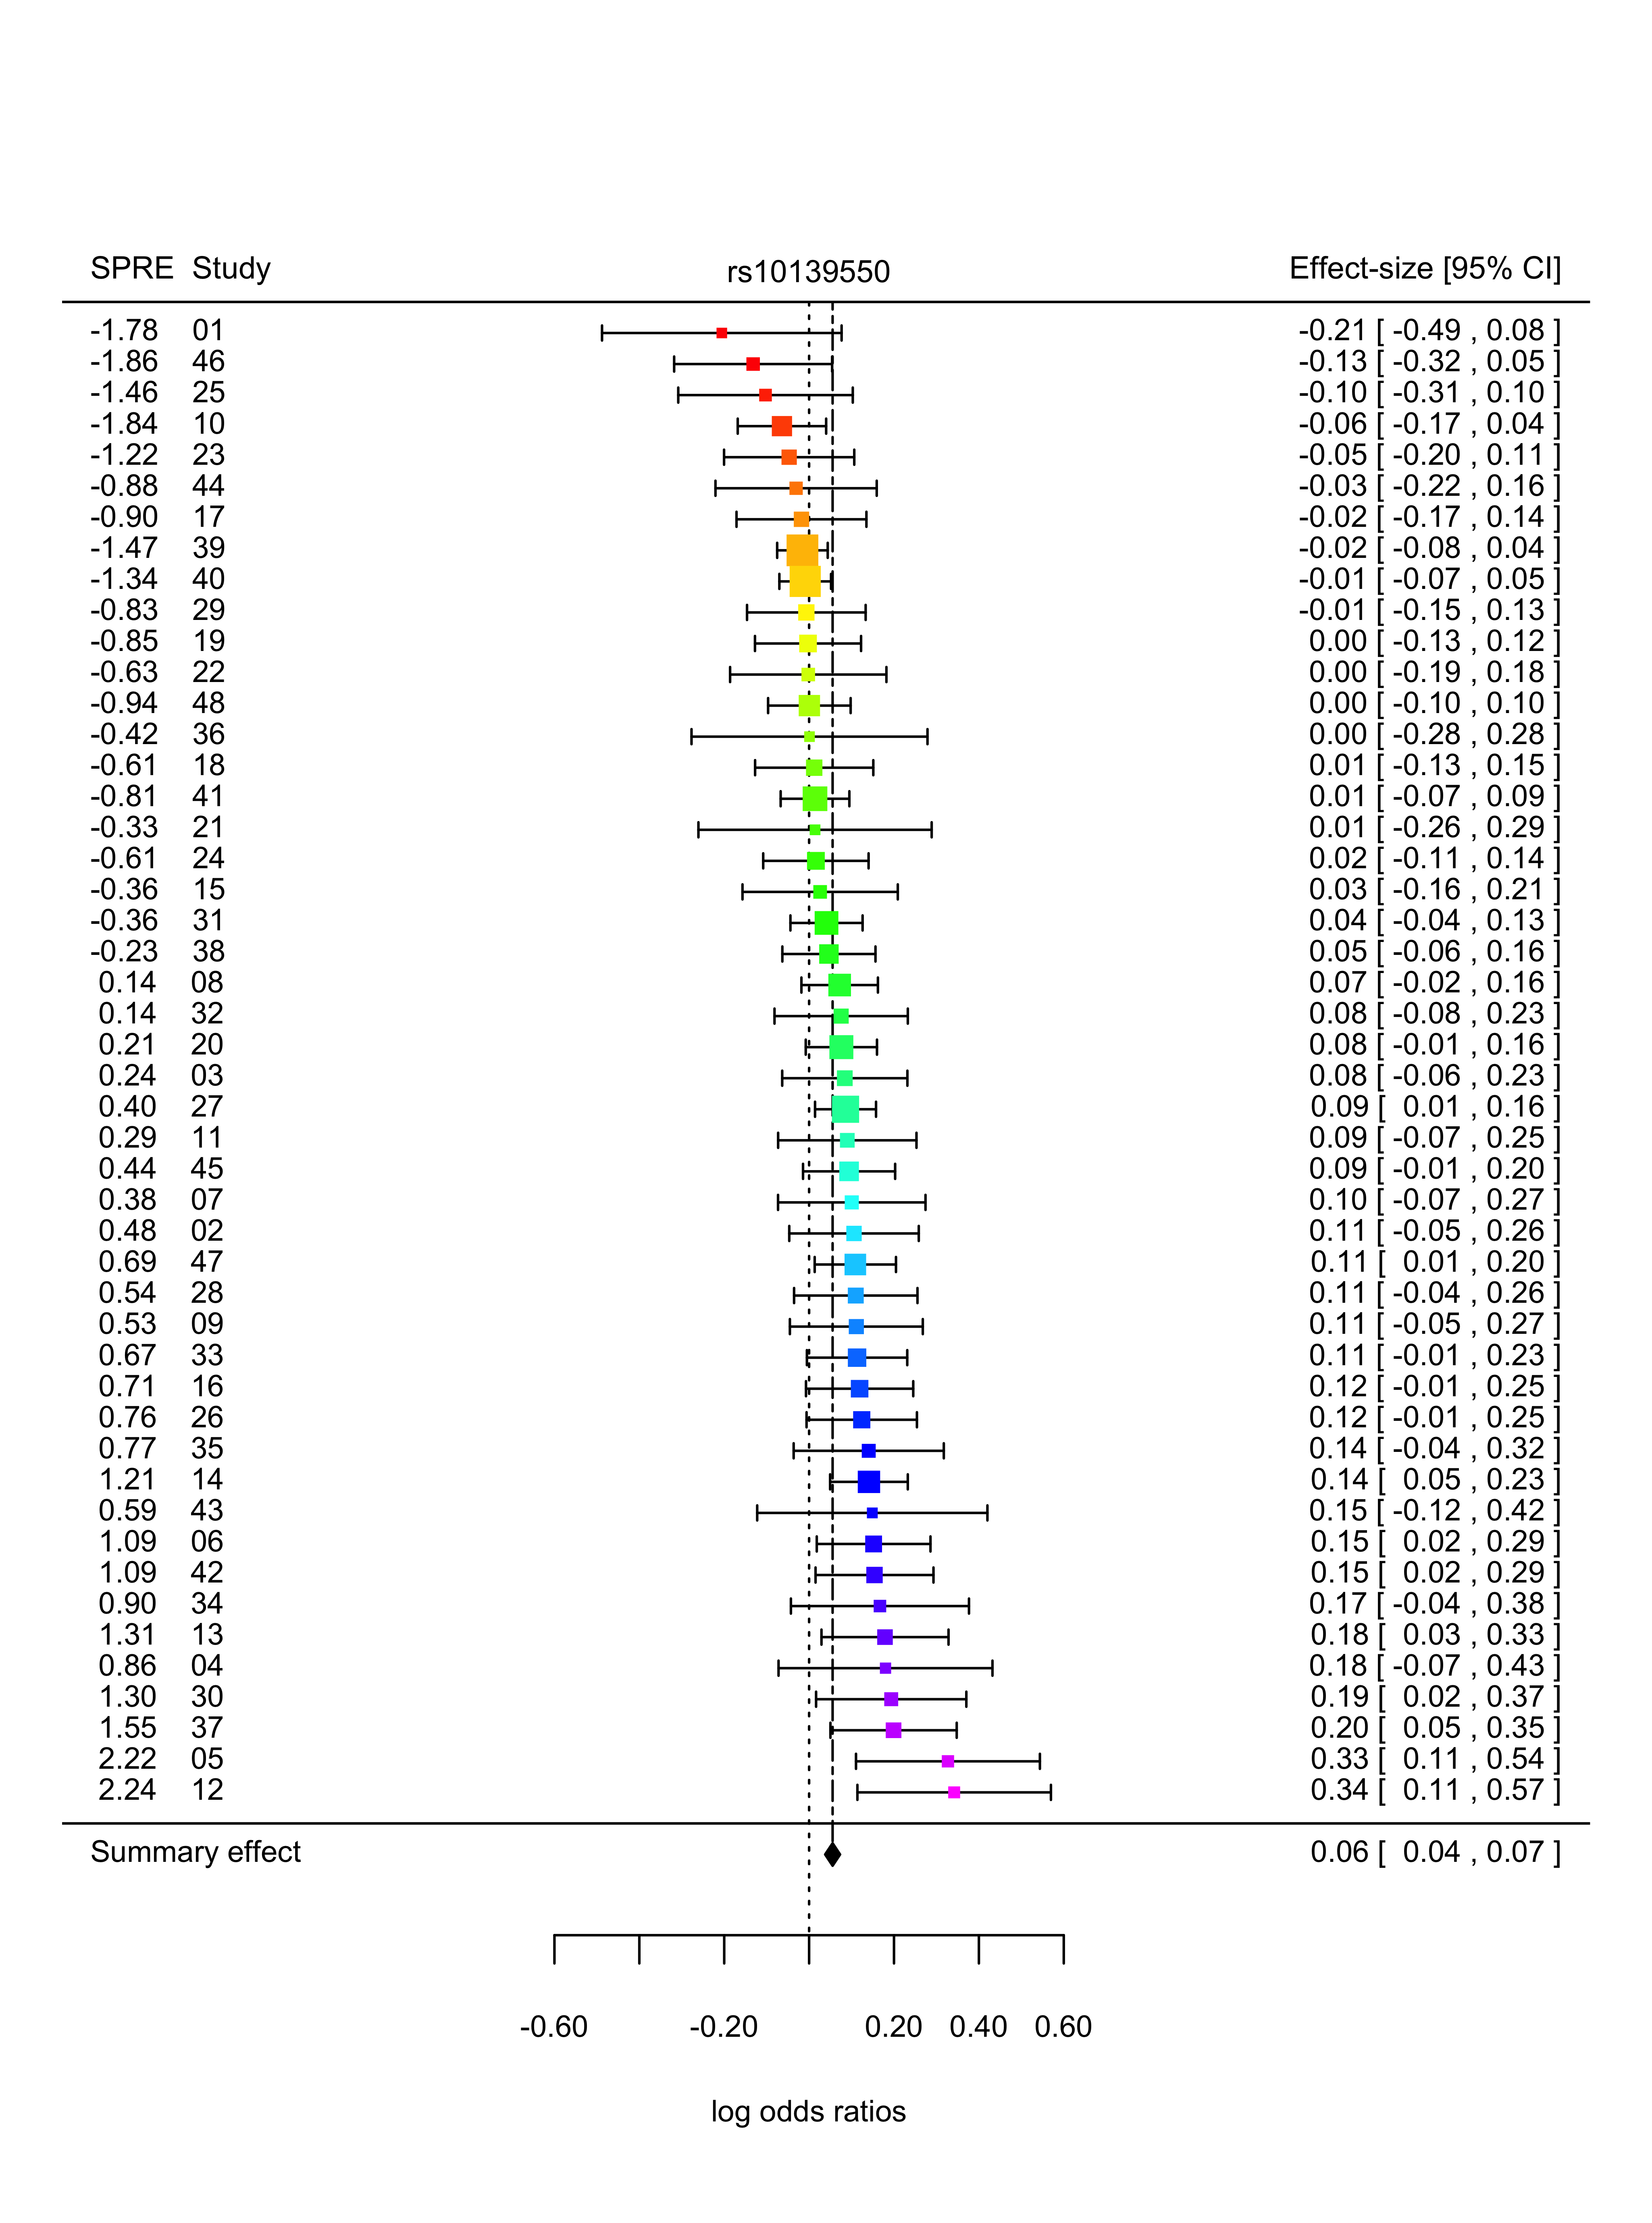 SPRE Study rs10139550 Effect-size [95% CI]
-1.78 01 -0.21 [ -0.49 , 0.08 ]
-1.86 46 -0.13 [ -0.32 , 0.05 ]
-1.46 25 -0.10 [ -0.31 , 0.10 ]
-1.84 10 -0.06 [ -0.17 , 0.04 ]
-1.22 23 -0.05 [ -0.20 , 0.11 ]
-0.88 44 -0.03 [ -0.22 , 0.16 ]
-0.90 17 -0.02 [ -0.17 , 0.14 ]
-1.47 39 -0.02 [ -0.08 , 0.04 ]
-1.34 40 -0.01 [ -0.07 , 0.05 ]
-0.83 29 -0.01 [ -0.15 , 0.13 ]
-0.85 19 0.00 [ -0.13 , 0.12 ]
-0.63 22 0.00 [ -0.19 , 0.18 ]
-0.94 48 0.00 [ -0.10 , 0.10 ]
-0.42 36 0.00 [ -0.28 , 0.28 ]
-0.61 18 0.01 [ -0.13 , 0.15 ]
-0.81 41 0.01 [ -0.07 , 0.09 ]
-0.33 21 0.01 [ -0.26 , 0.29 ]
-0.61 24 0.02 [ -0.11 , 0.14 ]
-0.36 15 0.03 [ -0.16 , 0.21 ]
-0.36 31 0.04 [ -0.04 , 0.13 ]
-0.23 38 0.05 [ -0.06 , 0.16 ]
0.14 08 0.07 [ -0.02 , 0.16 ]
0.14 32 0.08 [ -0.08 , 0.23 ]
0.21 20 0.08 [ -0.01 , 0.16 ]
0.24 03 0.08 [ -0.06 , 0.23 ]
0.40 27 0.09 [ 0.01 , 0.16 ]
0.29 11 0.09 [ -0.07 , 0.25 ]
0.44 45 0.09 [ -0.01 , 0.20 ]
0.38 07 0.10 [ -0.07 , 0.27 ]
0.48 02 0.11 [ -0.05 , 0.26 ]
0.69 47 0.11 [ 0.01 , 0.20 ]
0.54 28 0.11 [ -0.04 , 0.26 ]
0.53 09 0.11 [ -0.05 , 0.27 ]
0.67 33 0.11 [ -0.01 , 0.23 ]
0.71 16 0.12 [ -0.01 , 0.25 ]
0.76 26 0.12 [ -0.01 , 0.25 ]
0.77 35 0.14 [ -0.04 , 0.32 ]
1.21 14 0.14 [ 0.05 , 0.23 ]
0.59 43 0.15 [ -0.12 , 0.42 ]
1.09 06 0.15 [ 0.02 , 0.29 ]
1.09 42 0.15 [ 0.02 , 0.29 ]
0.90 34 0.17 [ -0.04 , 0.38 ]
1.31 13 0.18 [ 0.03 , 0.33 ]
0.86 04 0.18 [ -0.07 , 0.43 ]
1.30 30 0.19 [ 0.02 , 0.37 ]
1.55 37 0.20 [ 0.05 , 0.35 ]
2.22 05 0.33 [ 0.11 , 0.54 ]
2.24 12 0.34 [ 0.11 , 0.57 ]
Summary effect 0.06 [ 0.04 , 0.07 ]
-0.60 -0.20 0.20 0.40 0.60
log odds ratios